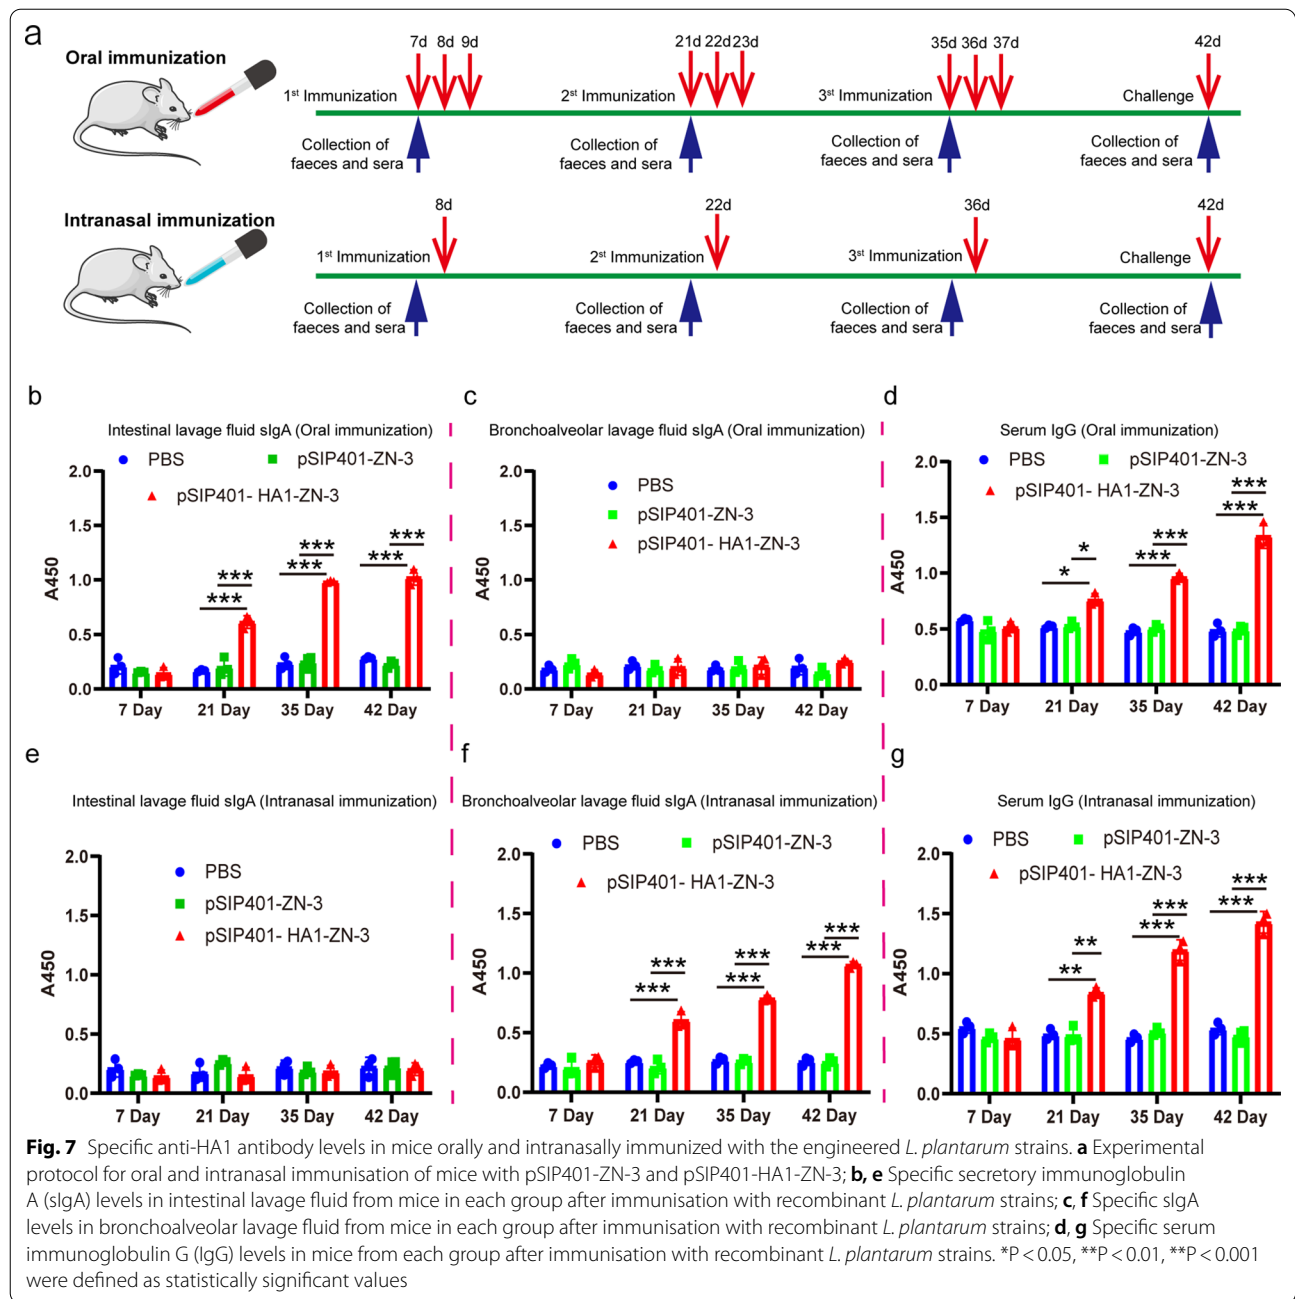 a
Oral immunization
7d 8d 9d 21d 22d 23d 35d 36d 37d 42d
1st Immunization 2st Immunization 3st Immunization Challenge
Collection of Collection of Collection of Collection of
faeces and sera faeces and sera faeces and sera faeces and sera
Intranasal immunization
8d 22d 36d 42d
1st Immunization 2st Immunization 3st Immunization Challenge
Collection of Collection of Collection of Collection of
faeces and sera faeces and sera faeces and sera faeces and sera
b
Intestinal lavage fluid sIgA (Oral immunization)
PBS pSIP401-ZN-3
pSIP401- HA1-ZN-3
A450
2.0
1.5
1.0
0.5
0.0
*** *** *** *** *** ***
7 Day 21 Day 35 Day 42 Day
c
Bronchoalveolar lavage fluid sIgA (Oral immunization)
PBS
pSIP401-ZN-3
pSIP401- HA1-ZN-3
A450
2.0
1.5
1.0
0.5
0.0
7 Day 21 Day 35 Day 42 Day
d
Serum IgG (Oral immunization)
PBS pSIP401-ZN-3
pSIP401- HA1-ZN-3
A450
2.0
1.5
1.0
0.5
0.0
* * *** *** *** ***
7 Day 21 Day 35 Day 42 Day
e
Intestinal lavage fluid sIgA (Intranasal immunization)
PBS
pSIP401-ZN-3
pSIP401- HA1-ZN-3
A450
2.0
1.5
1.0
0.5
0.0
7 Day 21 Day 35 Day 42 Day
f
Bronchoalveolar lavage fluid sIgA (Intranasal immunization)
PBS pSIP401-ZN-3
pSIP401- HA1-ZN-3
A450
2.0
1.5
1.0
0.5
0.0
*** *** *** *** *** ***
7 Day 21 Day 35 Day 42 Day
g
Serum IgG (Intranasal immunization)
PBS pSIP401-ZN-3
pSIP401- HA1-ZN-3
A450
2.0
1.5
1.0
0.5
0.0
** ** *** *** *** ***
7 Day 21 Day 35 Day 42 Day
Fig. 7 Specific anti-HA1 antibody levels in mice orally and intranasally immunized with the engineered L. plantarum strains. a Experimental
protocol for oral and intranasal immunisation of mice with pSIP401-ZN-3 and pSIP401-HA1-ZN-3; b, e Specific secretory immunoglobulin
A (sIgA) levels in intestinal lavage fluid from mice in each group after immunisation with recombinant L. plantarum strains; c, f Specific sIgA
levels in bronchoalveolar lavage fluid from mice in each group after immunisation with recombinant L. plantarum strains; d, g Specific serum
immunoglobulin G (IgG) levels in mice from each group after immunisation with recombinant L. plantarum strains. *P < 0.05, **P < 0.01, **P < 0.001
were defined as statistically significant values